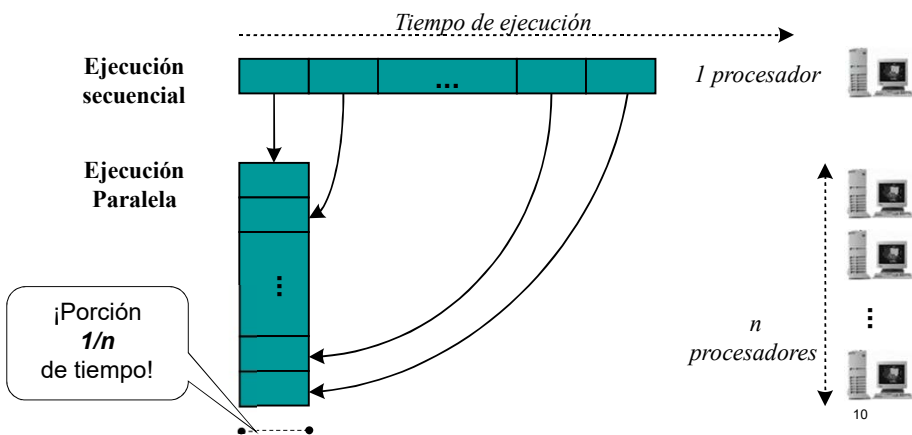 Tiempo de ejecución
Ejecución
secuencial
...
1 procesador
Ejecución
Paralela
...
¡Porción
1/n
de tiempo!
n
procesadores
...
10